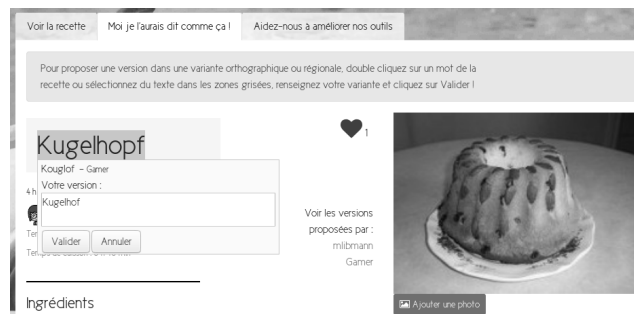 Voir la recette
Moi je l'aurais dit comme ça !
Aidez-nous à améliorer nos outils
Pour proposer une version dans une variante orthographique ou régionale, double cliquez sur un mot de la
recette ou sélectionnez du texte dans les zones grisées, renseignez votre variante et cliquez sur Valider !
Kugelhopf
1
Kouglof - Gamer
Votre version :
Kugelhof
Valider
Annuler
4 h
Voir les versions
proposées par :
mlibmann
Gamer
Ingrédients
Ajouter une photo